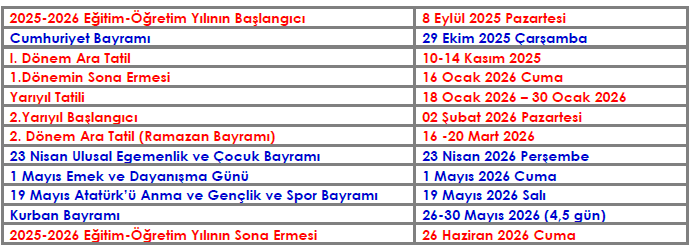 2025-2026 Eğitim-Öğretim Yılının Başlangıcı 8 Eylül 2025 Pazartesi
Cumhuriyet Bayramı 29 Ekim 2025 Çarşamba
I. Dönem Ara Tatil 10-14 Kasım 2025
1.Dönemin Sona Ermesi 16 Ocak 2026 Cuma
Yarıyıl Tatili 18 Ocak 2026 – 30 Ocak 2026
2.Yarıyıl Başlangıcı 02 Şubat 2026 Pazartesi
2. Dönem Ara Tatil (Ramazan Bayramı) 16 -20 Mart 2026
23 Nisan Ulusal Egemenlik ve Çocuk Bayramı 23 Nisan 2026 Perşembe
1 Mayıs Emek ve Dayanışma Günü 1 Mayıs 2026 Cuma
19 Mayıs Atatürk’ü Anma ve Gençlik ve Spor Bayramı 19 Mayıs 2026 Salı
Kurban Bayramı 26-30 Mayıs 2026 (4,5 gün)
2025-2026 Eğitim-Öğretim Yılının Sona Ermesi 26 Haziran 2026 Cuma